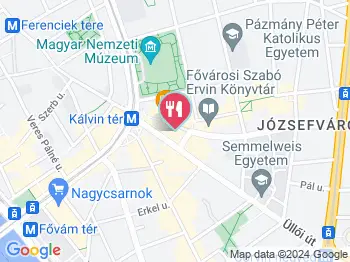 Ferenciek tere
Pázmány Péter
Katolikus
Egyetem
Magyar Nemzeti
Múzeum
Fővárosi Szabó
Ervin Könyvtár
Szerb u.
Kálvin tér
JÓZSEFVÁRO
Veres Pálné u.
Semmelweis
Egyetem
Pál u.
Nagycsarnok
Erkel u.
Üllői út
Fővám tér
Google
Map data ©2024 Google